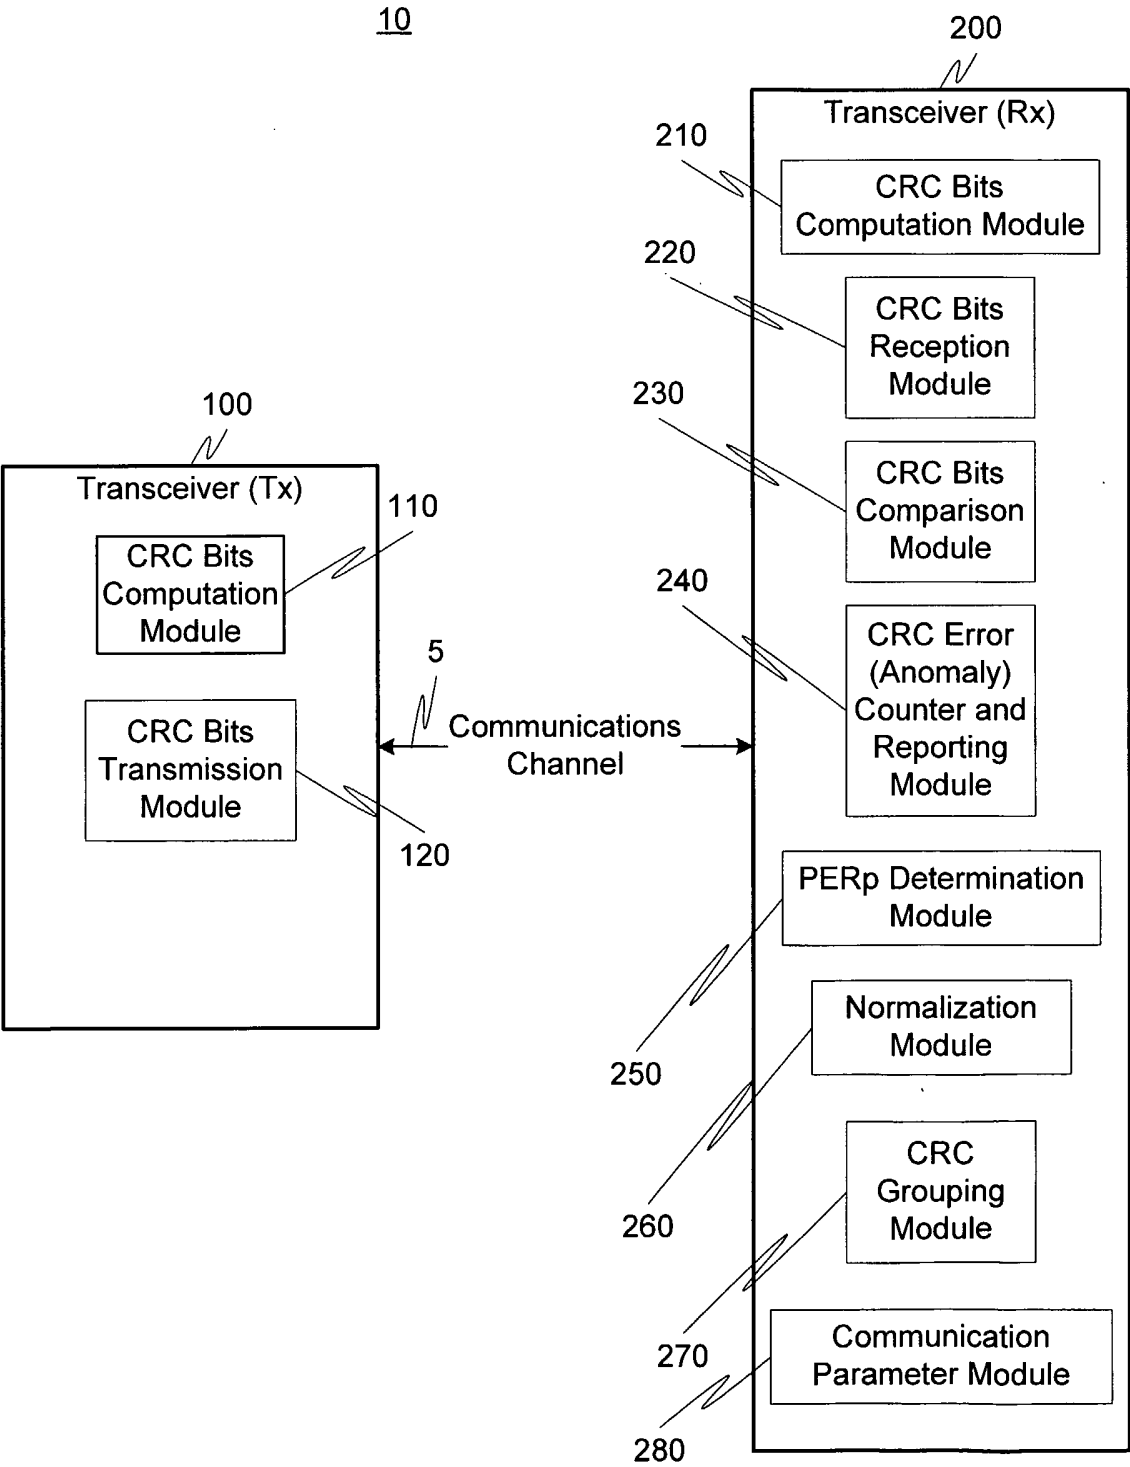 10
200
Transceiver (Rx)
210
CRC Bits
Computation Module
220
CRC Bits
Reception
Module
230
CRC Bits
Comparison
Module
240
CRC Error
(Anomaly)
Counter and
Reporting
Module
100
Transceiver (Tx)
110
CRC Bits
Computation
Module
5
Communications
Channel
CRC Bits
Transmission
Module
120
PERp Determination
Module
250
Normalization
Module
260
CRC
Grouping
Module
270
Communication
Parameter Module
280